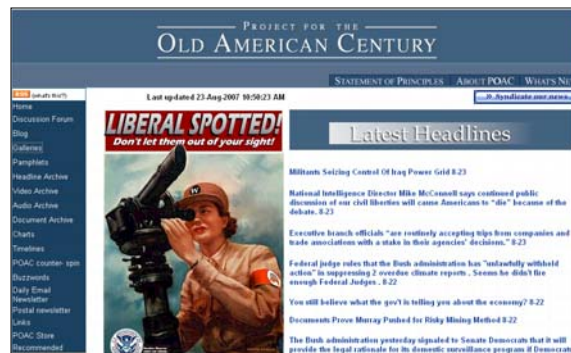 PROJECT FOR THE
OLD AMERICAN CENTURY
STATEMENT OF PRINCIPLES ABOUT POAC WHAT'S NE
RSS (what's this?)
Last updated 23-Aug-2007 10:50:23 AM
» Syndicate our news
Home
Discussion Forum
Blog
Galleries
Pamphlets
Headline Archive
Video Archive
Audio Archive
Document Archive
Charts
Timelines
POAC counter- spin
Buzzwords
Daily Email
Newsletter
Postal newsletter
Links
POAC Store
Recommended
LIBERAL SPOTTED!
Don't let them out of your sight!
W
Latest Headlines
Militants Seizing Control Of Iraq Power Grid 8-23
National Intelligence Director Mike McConnell says continued public
discussion of our civil liberties will cause Americans to "die" because of the
debate. 8-23
Executive branch officials "are routinely accepting trips from companies and
trade associations with a stake in their agencies' decisions." 8-23
Federal judge rules that the Bush administration has "unlawfully withheld
action" in suppressing 2 overdue climate reports . Seems he didn't fire
enough Federal Judges . 8-22
You still believe what the gov't is telling you about the economy? 8-22
Documents Prove Murray Pushed for Risky Mining Method 8-22
The Bush administration yesterday signaled to Senate Democrats that it will
provide the legal rationale for its domestic surveillance program if Democrats